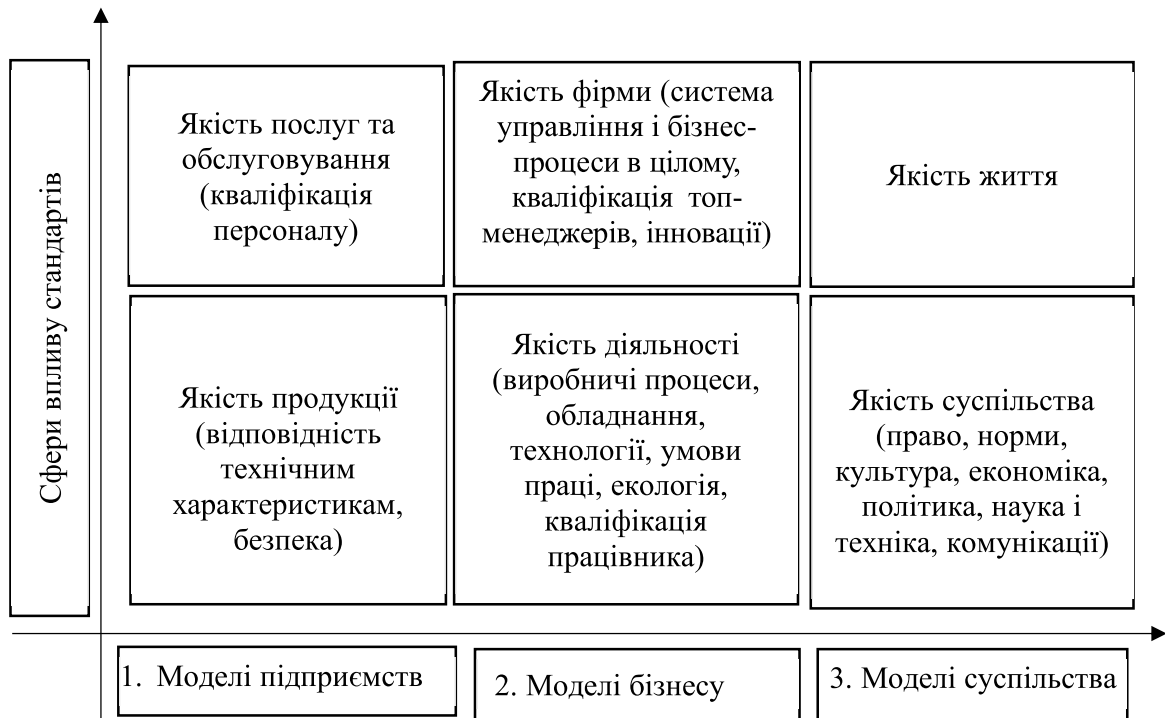 Сфери впливу стандартів
Якість послуг та
обслуговування
(кваліфікація
персоналу)
Якість фірми (система
управління і бізнес-
процеси в цілому,
кваліфікація топ-
менеджерів, інновації)
Якість життя
Якість продукції
(відповідність
технічним
характеристикам,
безпека)
Якість діяльності
(виробничі процеси,
обладнання,
технології, умови
праці, екологія,
кваліфікація
працівника)
Якість суспільства
(право, норми,
культура, економіка,
політика, наука і
техніка, комунікації)
1. Моделі підприємств
2. Моделі бізнесу
3. Моделі суспільства